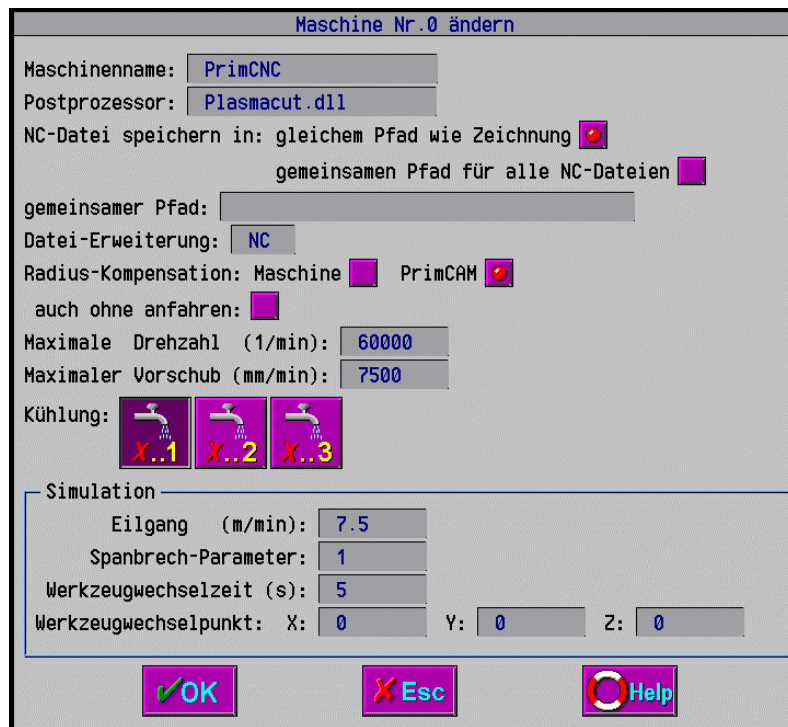 Maschine Nr.0 ändern
Maschinenname: PrimCNC
Postprozessor: Plasmacut.dll
NC-Datei speichern in: gleichem Pfad wie Zeichnung
gemeinsamen Pfad für alle NC-Dateien
gemeinsamer Pfad:
Datei-Erweiterung: NC
Radius-Kompensation: Maschine PrimCAM
auch ohne anfahren:
Maximale Drehzahl (1/min): 60000
Maximaler Vorschub (mm/min): 7500
Kühlung: X..1 X..2 X..3
Simulation
Eilgang (m/min): 7.5
Spanbrech-Parameter: 1
Werkzeugwechselzeit (s): 5
Werkzeugwechselpunkt: X: 0 Y: 0 Z: 0
OK Esc Help